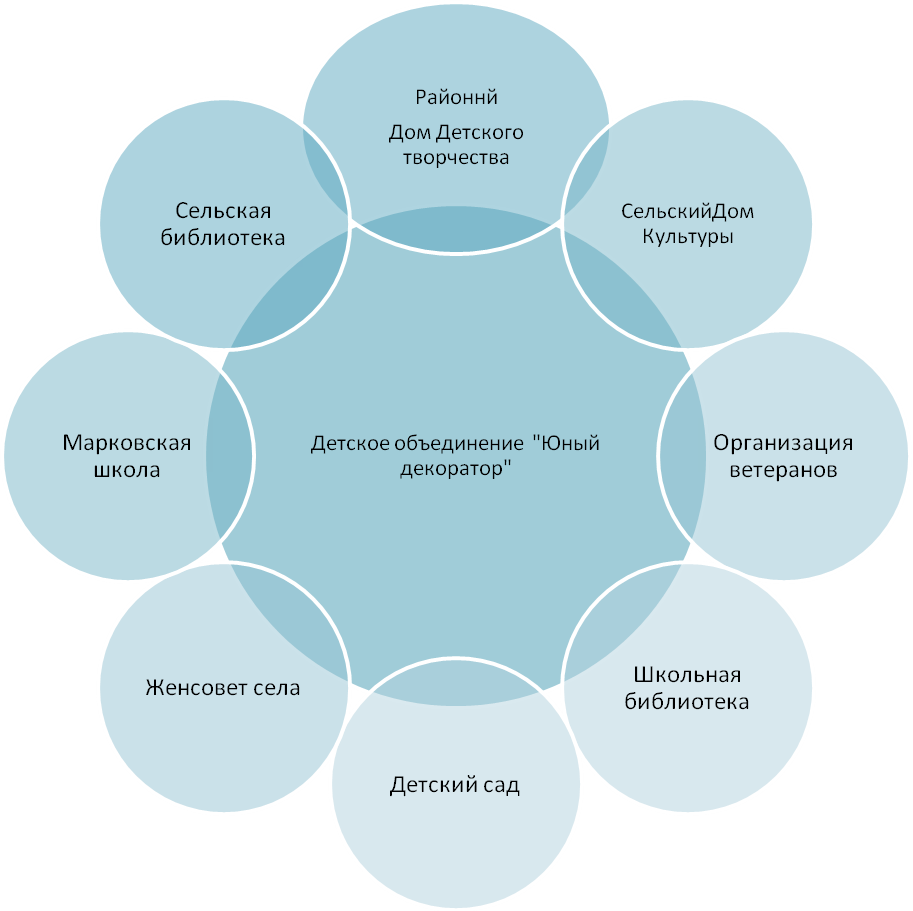 Районнй
Дом Детского
творчества
СельскийДом
Культуры
Организация
ветеранов
Школьная
библиотека
Детский сад
Женсовет села
Марковская
школа
Сельская
библиотека
Детское объединение "Юный
декоратор"